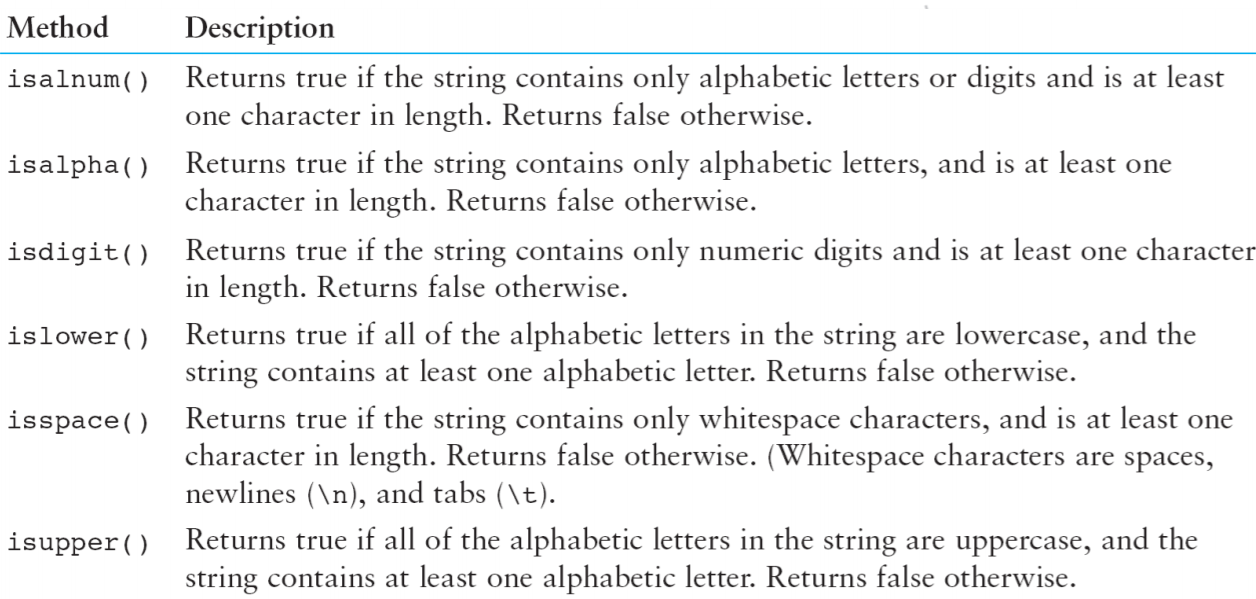 Method Description
isalnum() Returns true if the string contains only alphabetic letters or digits and is at least
one character in length. Returns false otherwise.
isalpha() Returns true if the string contains only alphabetic letters, and is at least one
character in length. Returns false otherwise.
isdigit() Returns true if the string contains only numeric digits and is at least one character
in length. Returns false otherwise.
islower() Returns true if all of the alphabetic letters in the string are lowercase, and the
string contains at least one alphabetic letter. Returns false otherwise.
isspace() Returns true if the string contains only whitespace characters, and is at least one
character in length. Returns false otherwise. (Whitespace characters are spaces,
newlines (\n), and tabs (\t).
isupper() Returns true if all of the alphabetic letters in the string are uppercase, and the
string contains at least one alphabetic letter. Returns false otherwise.